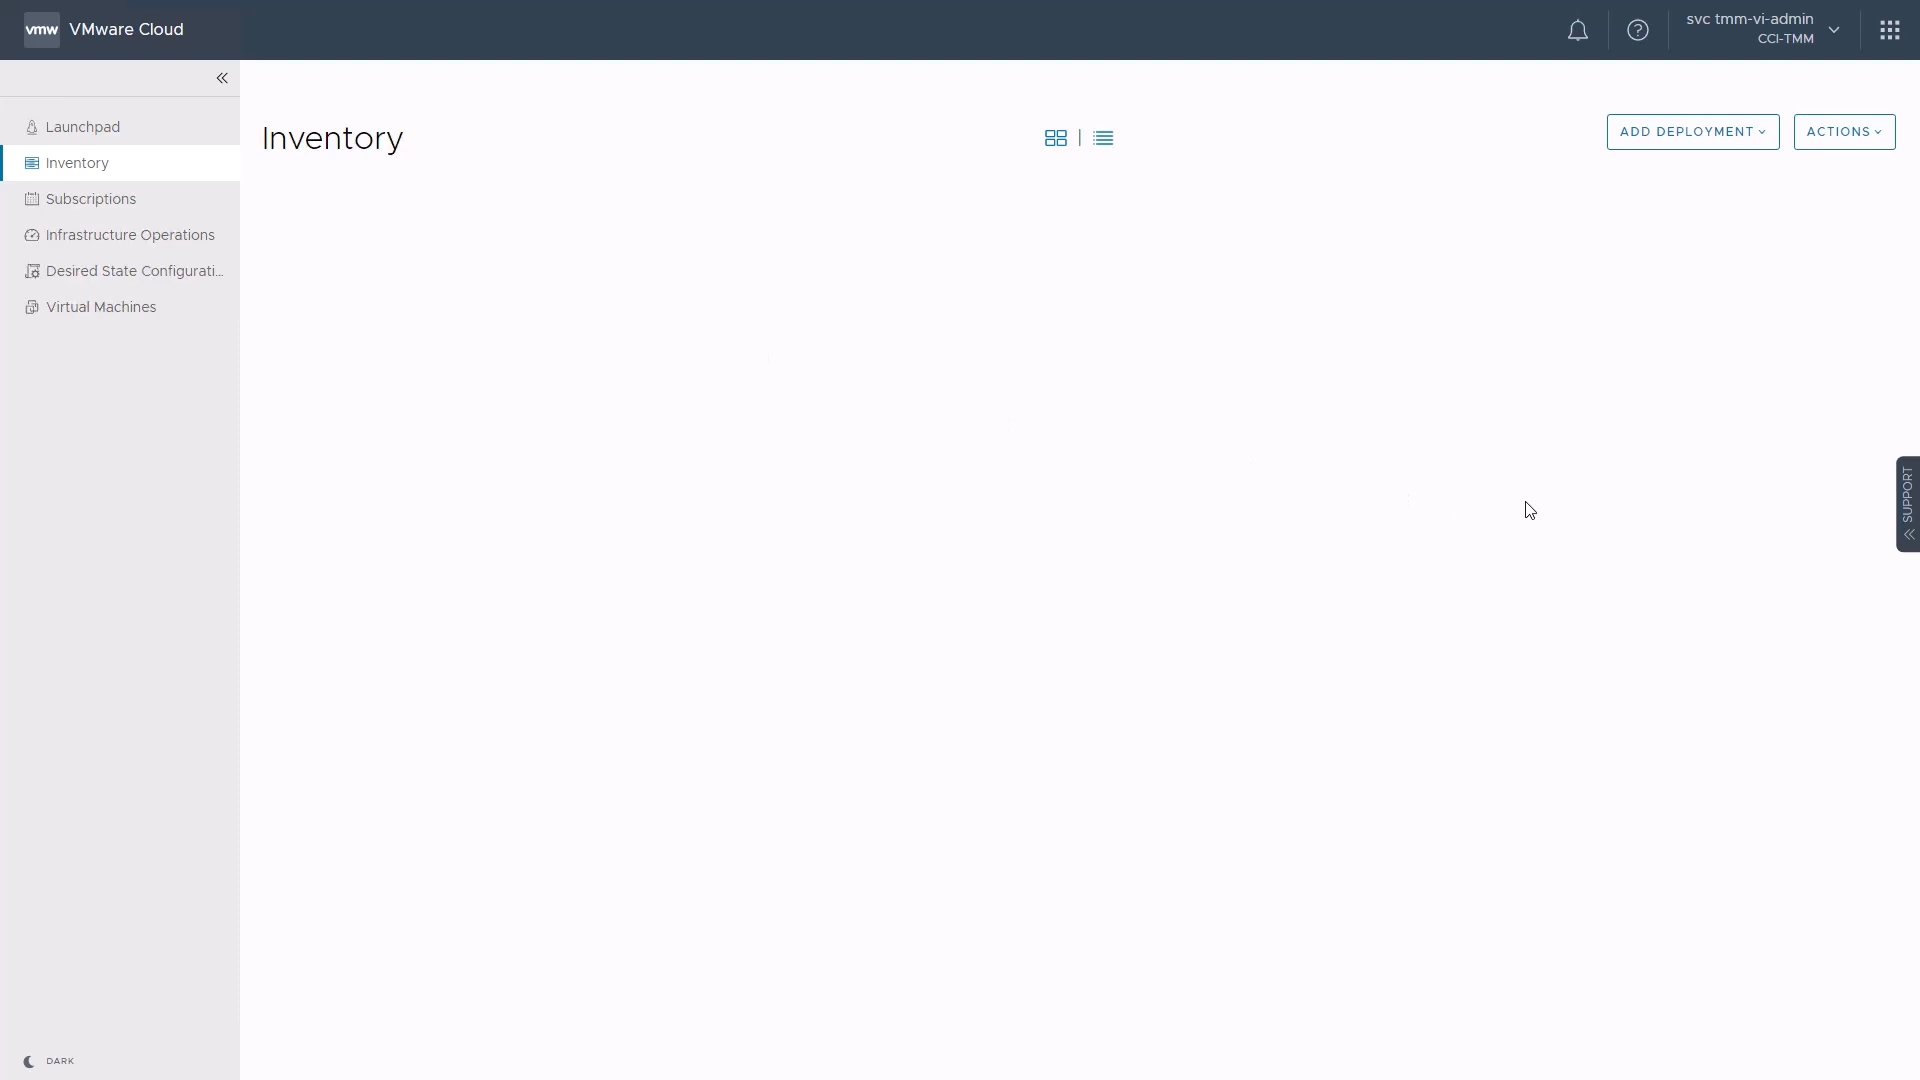 vmw VMware Cloud
svc tmm-vi-admin
CCI-TMM
Launchpad
Inventory
Subscriptions
Infrastructure Operations
Desired State Configurati...
Virtual Machines
Inventory
ADD DEPLOYMENT
ACTIONS
SUPPORT
DARK